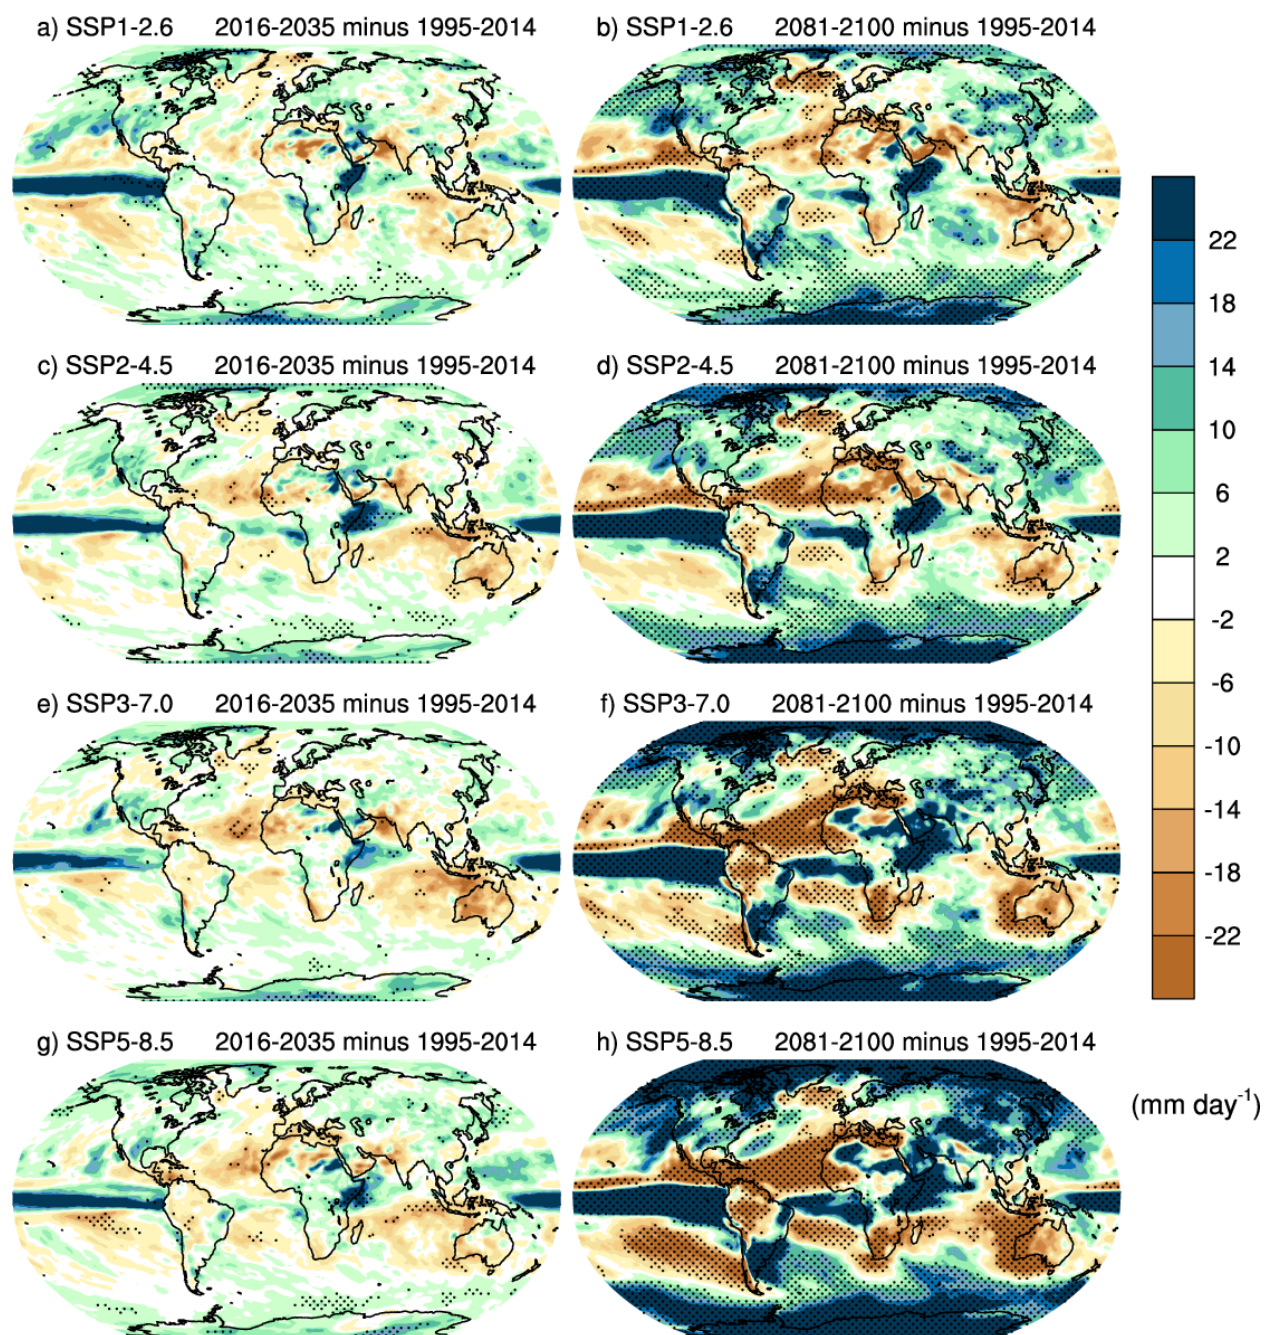 a) SSP1-2.6 2016-2035 minus 1995-2014
b) SSP1-2.6 2081-2100 minus 1995-2014
c) SSP2-4.5 2016-2035 minus 1995-2014
d) SSP2-4.5 2081-2100 minus 1995-2014
e) SSP3-7.0 2016-2035 minus 1995-2014
f) SSP3-7.0 2081-2100 minus 1995-2014
g) SSP5-8.5 2016-2035 minus 1995-2014
h) SSP5-8.5 2081-2100 minus 1995-2014
22
18
14
10
6
2
-2
-6
-10
-14
-18
-22
(mm day⁻¹)